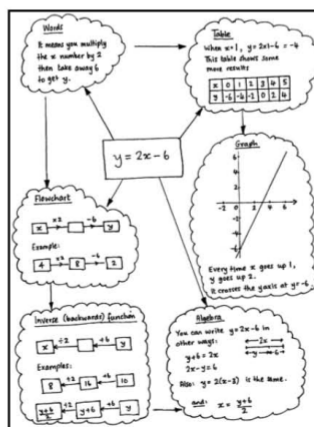 Words
It means you multiply
the x number by 2
then take away 6
to get y.
Table
When x=1, y=2x1-6 = -4
This table shows some
more results
x 0 1 2 3 4 5
y -6 -4 -2 0 2 4
y=2x-6
Graph
6
4
2
-2 0 2 4 6
-2
-4
-6
Every time x goes up 1,
y goes up 2.
It crosses the y axis at y=-6.
Flowchart
x ×2 -6 y
Example:
4 ×2 8 -6 2
Inverse (backwards) function
x ÷2 +6 y
Examples:
8 ÷2 16 +6 10
y+6/2 ÷2 y+6 +6 y
Algebra
You can write y=2x-6 in
other ways:
2x
y 6
y+6=2x
2x-y=6
Also: y=2(x-3) is the same.
and: x = y+6/2